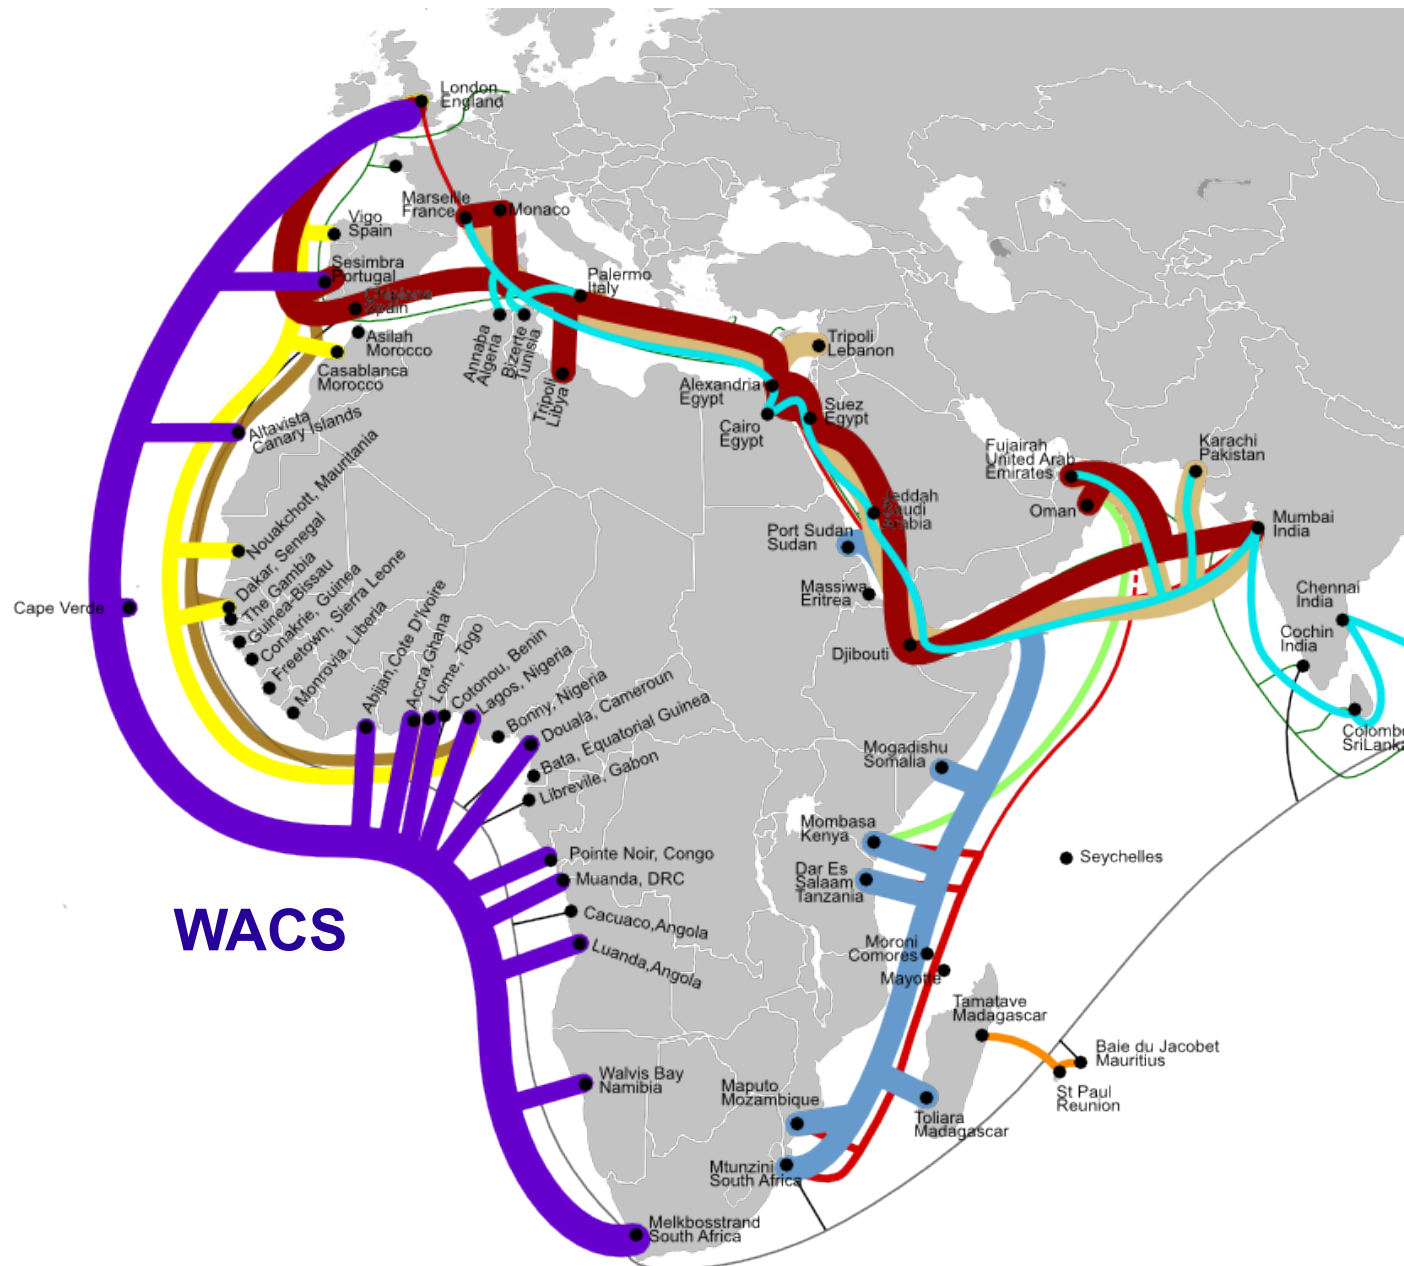 London
England
Marseille
France
Monaco
Vigo
Spain
Sesimbra
Portugal
Chipiona
Spain
Palermo
Italy
Asilah
Morocco
Casablanca
Morocco
Annaba
Algeria
Bizerte
Tunisia
Tripoli
Libya
Tripoli
Lebanon
Alexandria
Egypt
Cairo
Egypt
Suez
Egypt
Altavista
Canary Islands
Fujairah
United Arab
Emirates
Oman
Karachi
Pakistan
Jeddah
Saudi
Arabia
Mumbai
India
Port Sudan
Sudan
Massiwa
Eritrea
Djibouti
Chennai
India
Cochin
India
Colombo
SriLanka
Nouakchott, Mauritania
Dakar, Senegal
The Gambia
Guinea-Bissau
Conakrie, Guinea
Freetown, Sierra Leone
Monrovia, Liberia
Cape Verde
Abijan,Cote D'Ivoire
Accra, Ghana
Lome, Togo
Cotonou, Benin
Lagos, Nigeria
Bonny, Nigeria
Douala, Cameroun
Bata, Equatorial Guinea
Librevile, Gabon
Pointe Noir, Congo
Muanda, DRC
Cacuaco,Angola
Luanda,Angola
WACS
Mogadishu
Somalia
Mombasa
Kenya
Dar Es
Salaam
Tanzania
Seychelles
Moroni
Comores
Mayotte
Tamatave
Madagascar
Baie du Jacobet
Mauritius
St Paul
Reunion
Walvis Bay
Namibia
Maputo
Mozambique
Toliara
Madagascar
Mtunzini
South Africa
Melkbosstrand
South Africa